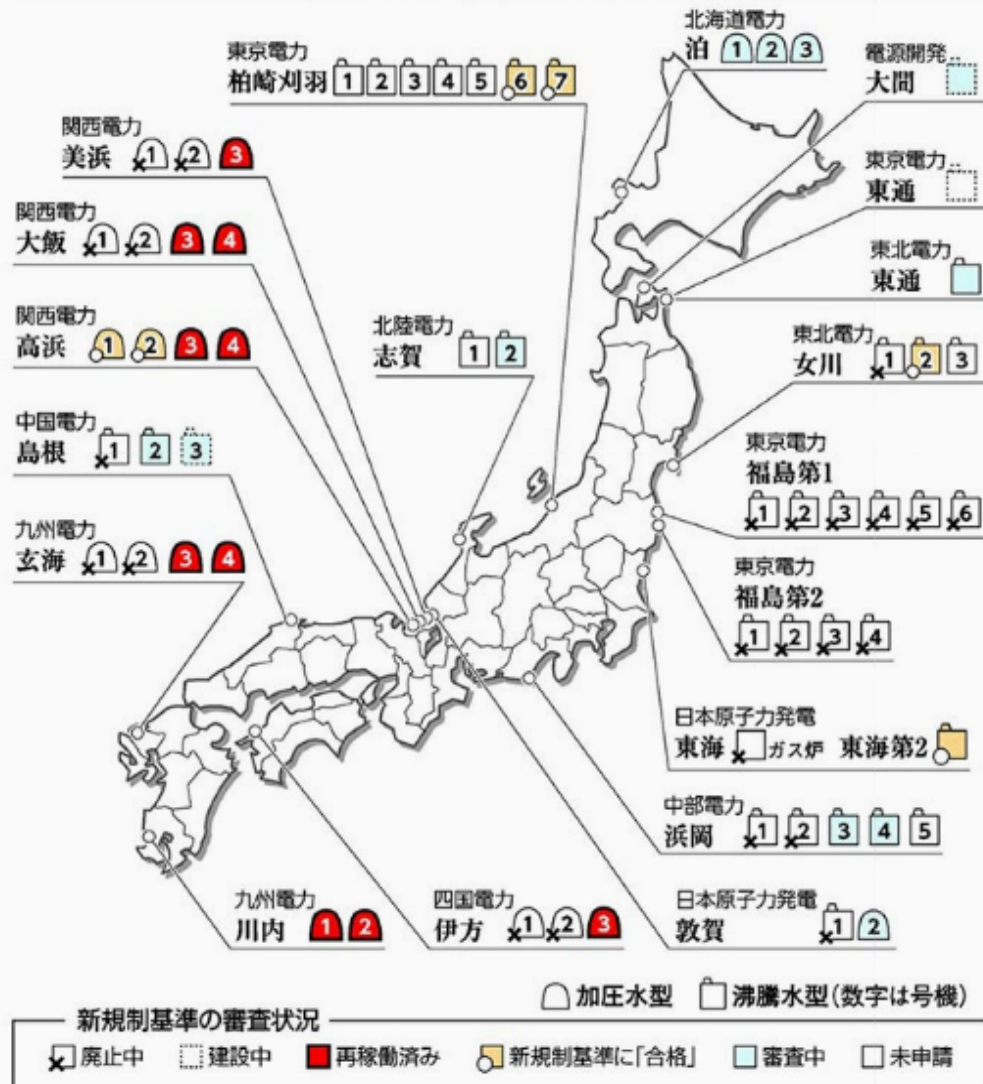 北海道電力
泊 1 2 3
東京電力
柏崎刈羽 1 2 3 4 5 6 7
電源開発
大間
関西電力
美浜 1 2 3
東京電力
東通
関西電力
大飯 1 2 3 4
東北電力
東通
関西電力
高浜 1 2 3 4
北陸電力
志賀 1 2
東北電力
女川 1 2 3
中国電力
島根 1 2 3
東京電力
福島第1
1 2 3 4 5 6
九州電力
玄海 1 2 3 4
東京電力
福島第2
1 2 3 4
日本原子力発電
東海 ガス炉 東海第2
中部電力
浜岡 1 2 3 4 5
九州電力
川内 1 2
四国電力
伊方 1 2 3
日本原子力発電
敦賀 1 2
加圧水型 沸騰水型(数字は号機)
新規制基準の審査状況
廃止中 建設中 再稼働済み 新規制基準に「合格」 審査中 未申請